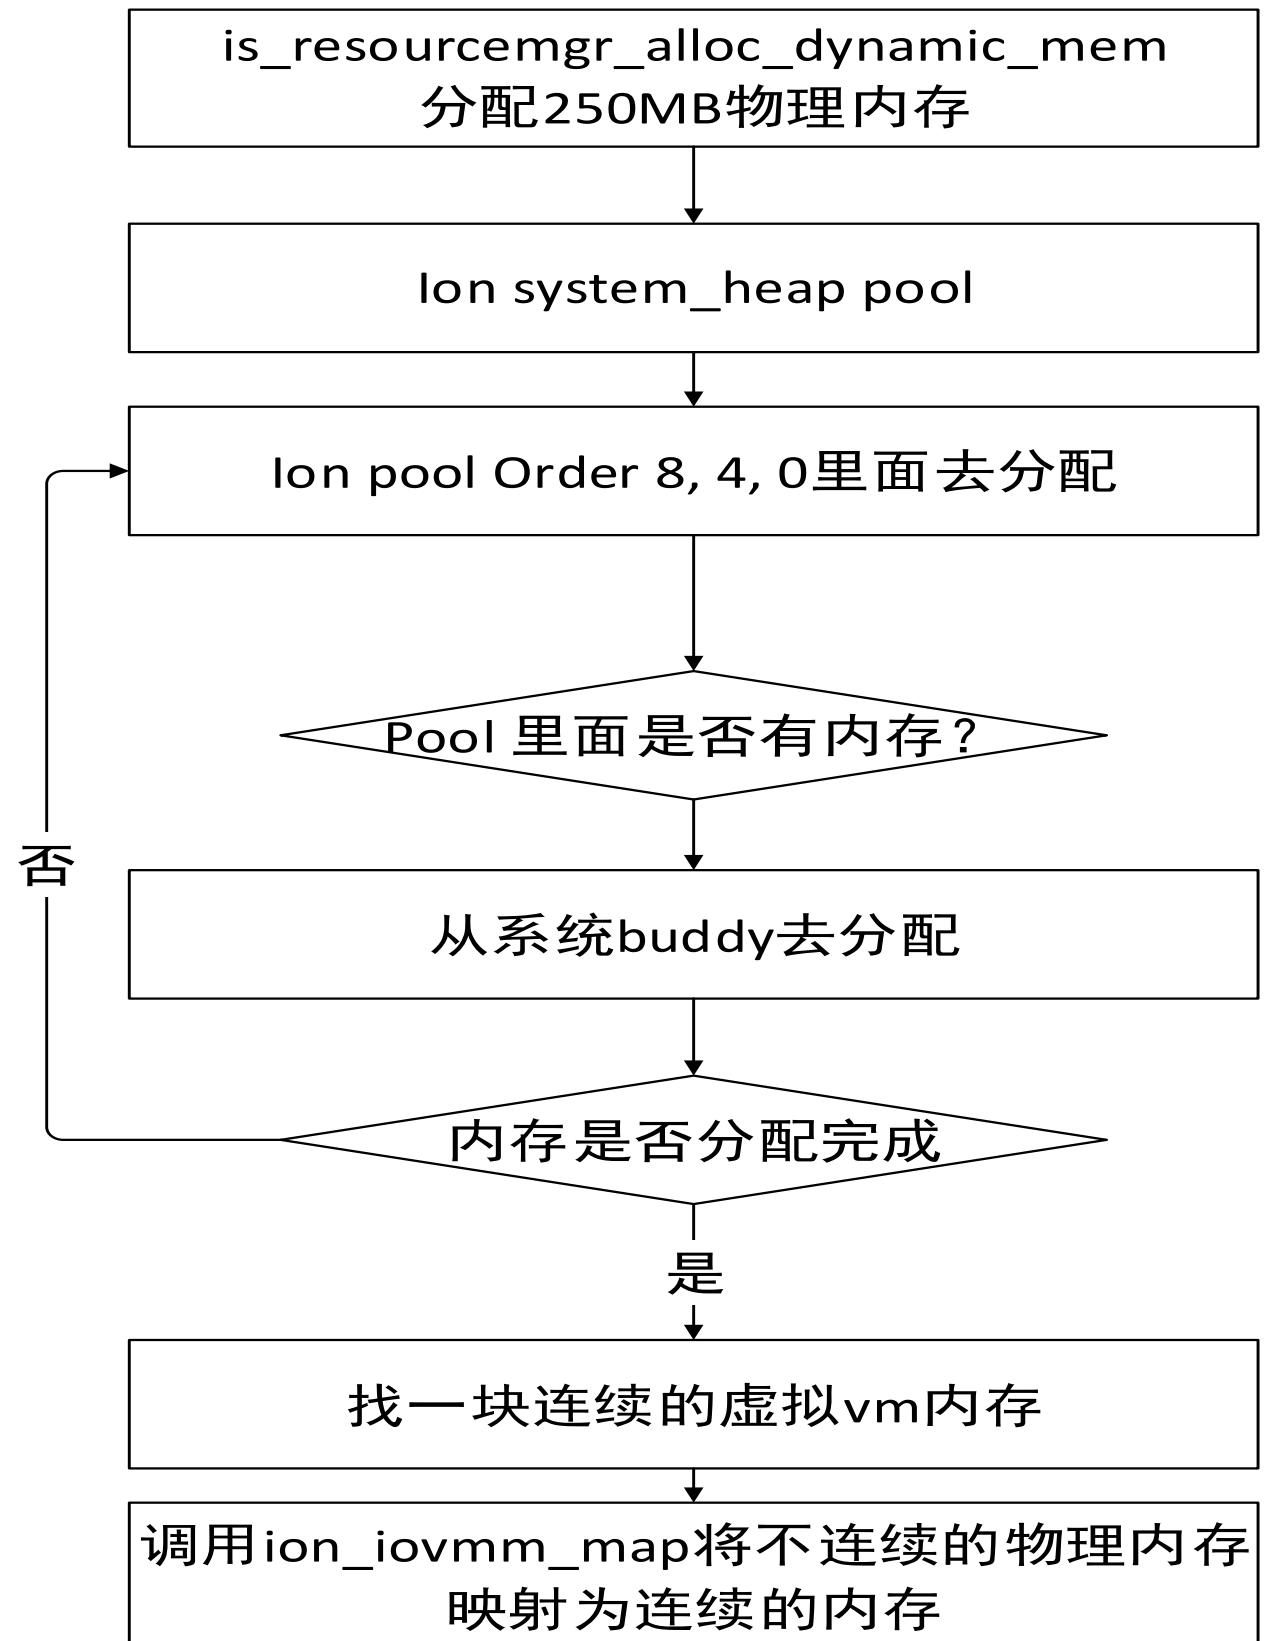 is_resourcemgr_alloc_dynamic_mem
分配250MB物理内存
Ion system_heap pool
Ion pool Order 8, 4, 0里面去分配
Pool 里面是否有内存？
否
从系统buddy去分配
内存是否分配完成
是
找一块连续的虚拟vm内存
调用ion_iovmm_map将不连续的物理内存
映射为连续的内存